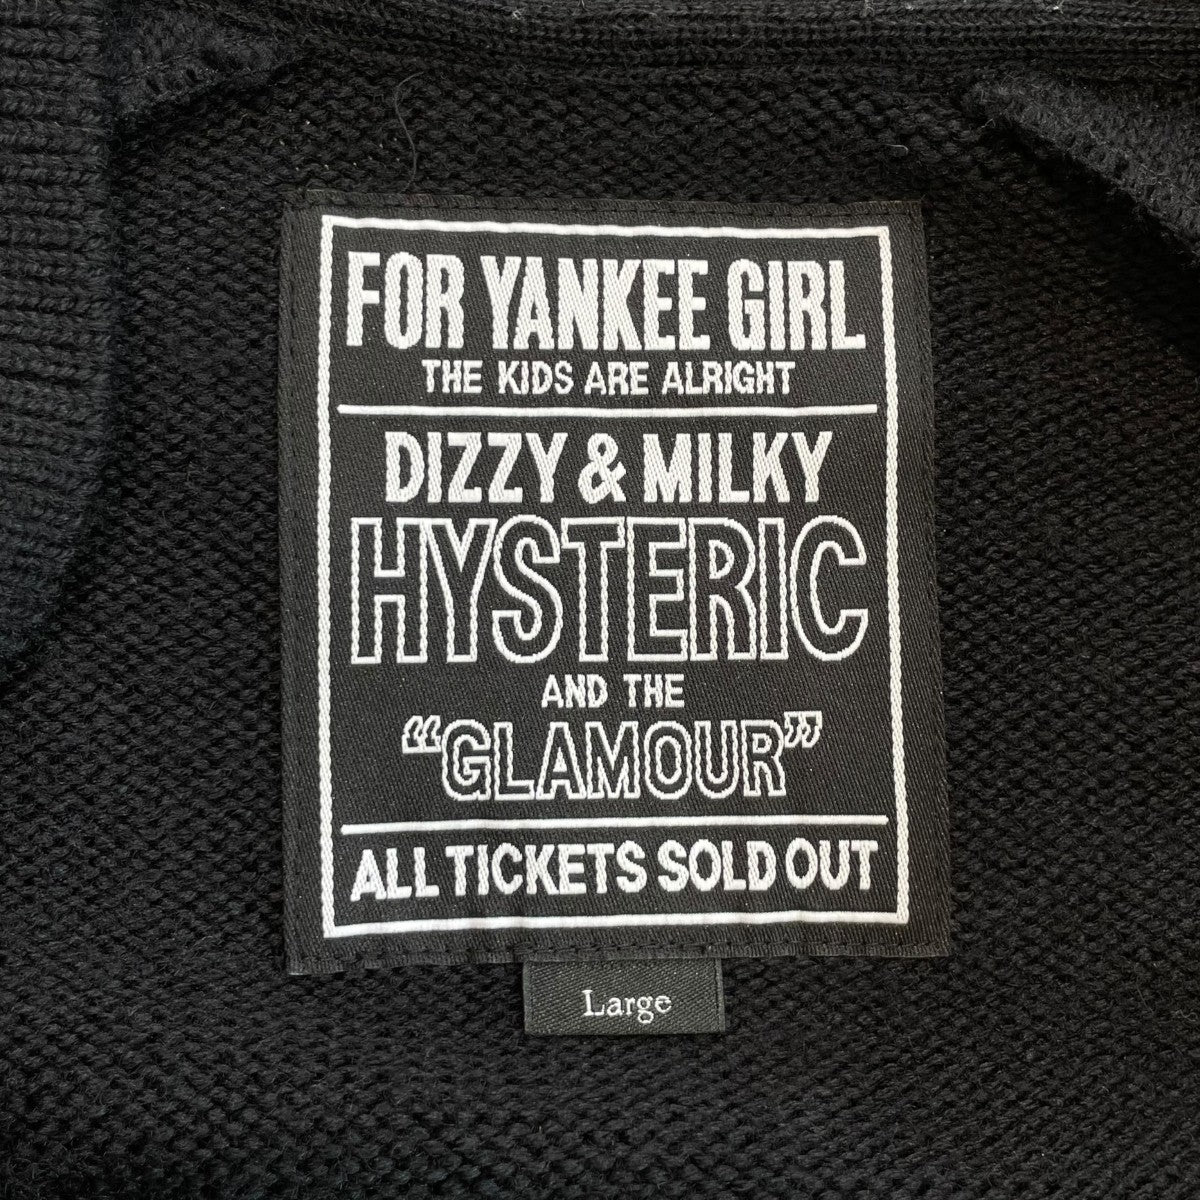 FOR YANKEE GIRL
THE KIDS ARE ALRIGHT
DIZZY & MILKY
HYSTERIC
AND THE
“GLAMOUR”
ALL TICKETS SOLD OUT
Large